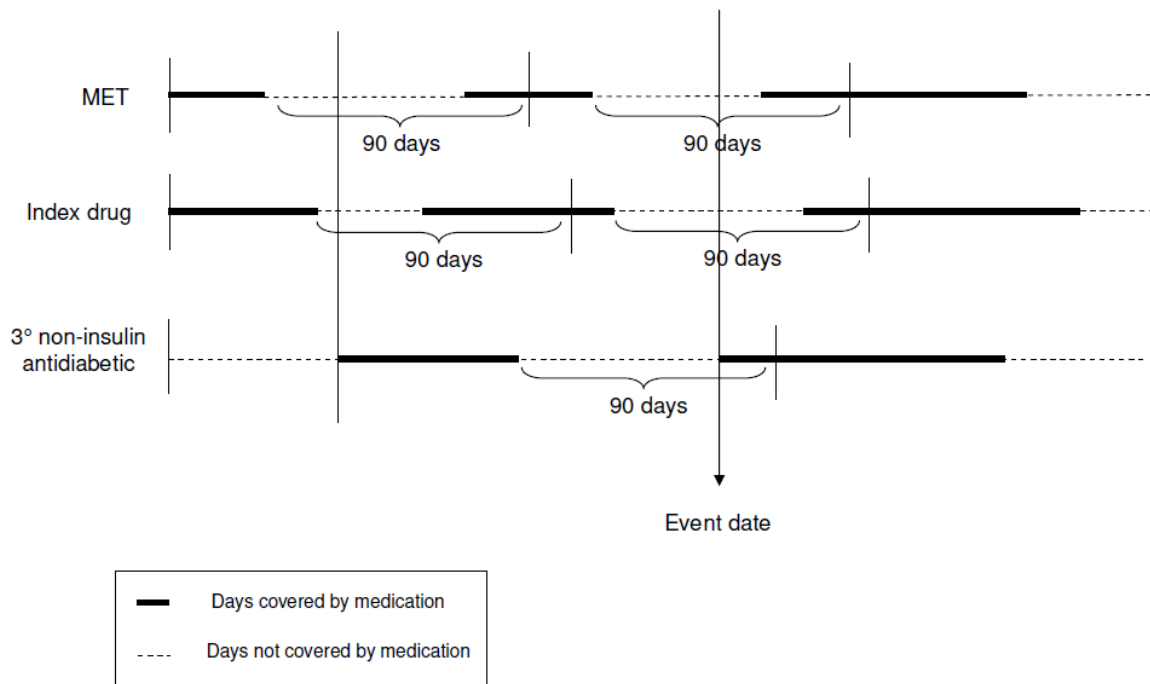 MET
90 days
90 days
Index drug
90 days
90 days
3° non-insulin
antidiabetic
90 days
Event date
Days covered by medication
Days not covered by medication